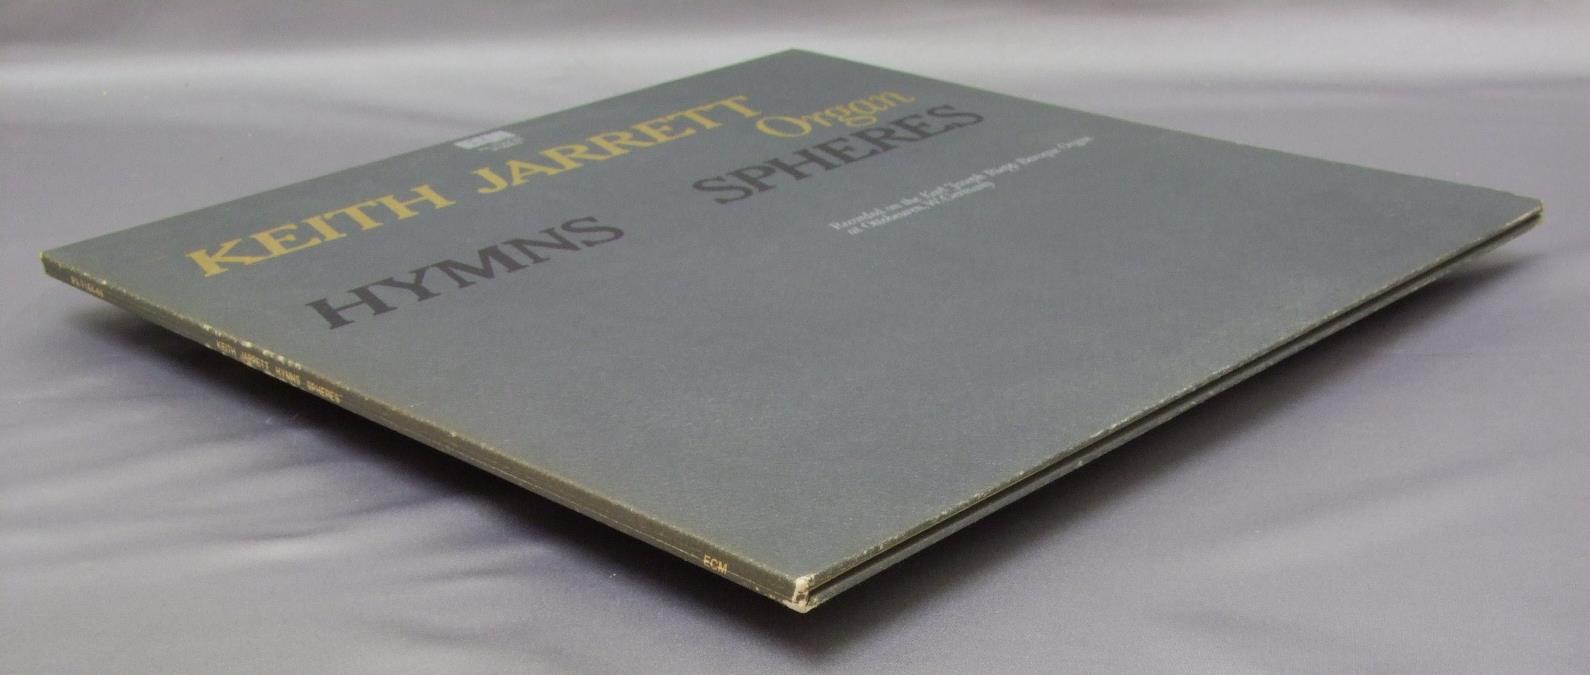 KEITH JARRETT
Organ
HYMNS SPHERES
Recorded on the Karl Joseph Riepp Baroque Organ
at Ottobeuren, W. Germany
KEITH JARRETT HYMNS SPHERES
ECM